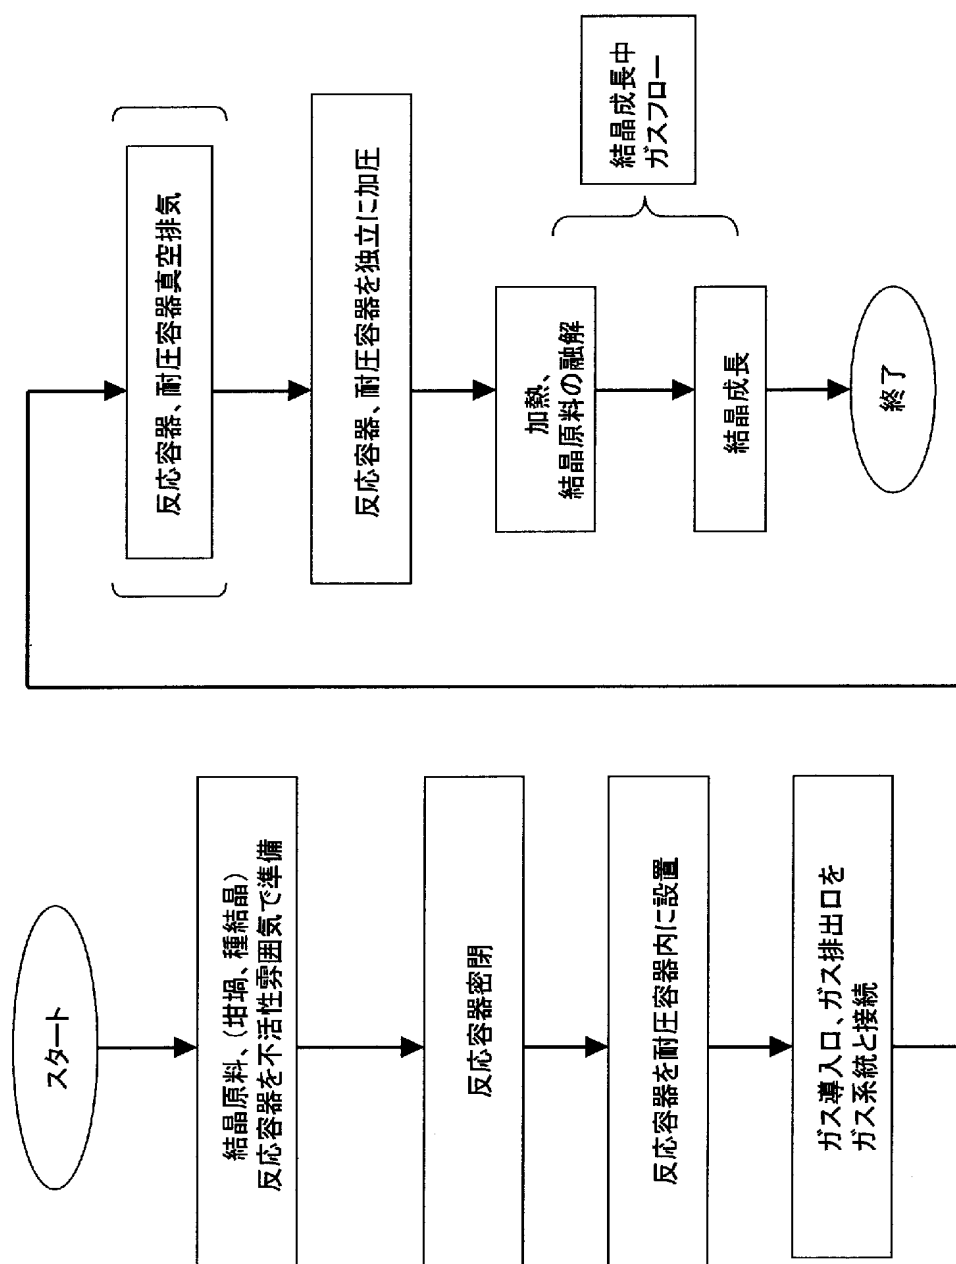 スタート
結晶原料、(坩堝、種結晶)
反応容器を不活性雰囲気で準備
反応容器密閉
反応容器を耐圧容器内に設置
ガス導入口、ガス排出口を
ガス系統と接続
反応容器、耐圧容器真空排気
反応容器、耐圧容器を独立に加圧
加熱、
結晶原料の融解
結晶成長
結晶成長中
ガスフロー
終了